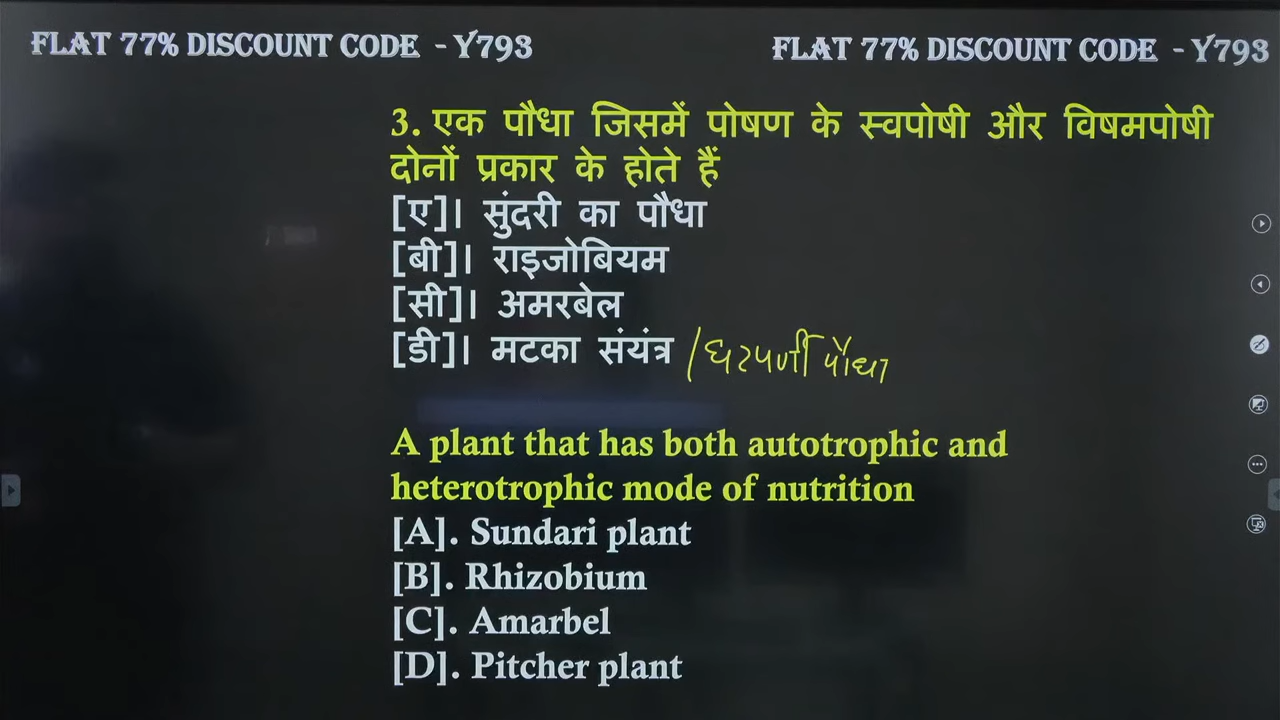 FLAT 77% DISCOUNT CODE - Y793
FLAT 77% DISCOUNT CODE - Y793
3. एक पौधा जिसमें पोषण के स्वपोषी और विषमपोषी
दोनों प्रकार के होते हैं
[ए]। सुंदरी का पौधा
[बी]। राइजोबियम
[सी]। अमरबेल
[डी]। मटका संयंत्र /घटपर्णी पौधा
A plant that has both autotrophic and
heterotrophic mode of nutrition
[A]. Sundari plant
[B]. Rhizobium
[C]. Amarbel
[D]. Pitcher plant